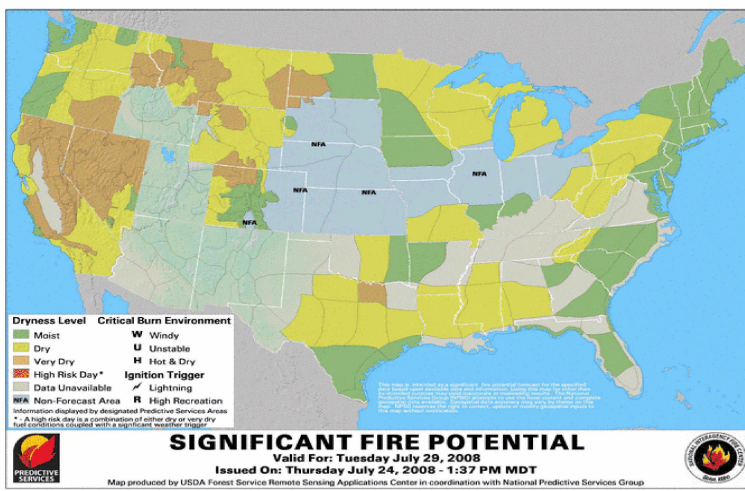 NFA
NFA
NFA
NFA
NFA
Dryness Level Critical Burn Environment
Moist W Windy
Dry U Unstable
Very Dry H Hot & Dry
High Risk Day* Ignition Trigger
Data Unavailable Lightning
NFA Non-Forecast Area R High Recreation
Information displayed by designated Predictive Services Areas
* - A high risk day is a combination of either dry or very dry
fuel conditions coupled with a significant weather trigger
PREDICTIVE
SERVICES
SIGNIFICANT FIRE POTENTIAL
Valid For: Tuesday July 29, 2008
Issued On: Thursday July 24, 2008 - 1:37 PM MDT
Map produced by USDA Forest Service Remote Sensing Applications Center in coordination with National Predictive Services Group
NATIONAL INTERAGENCY FIRE CENTER